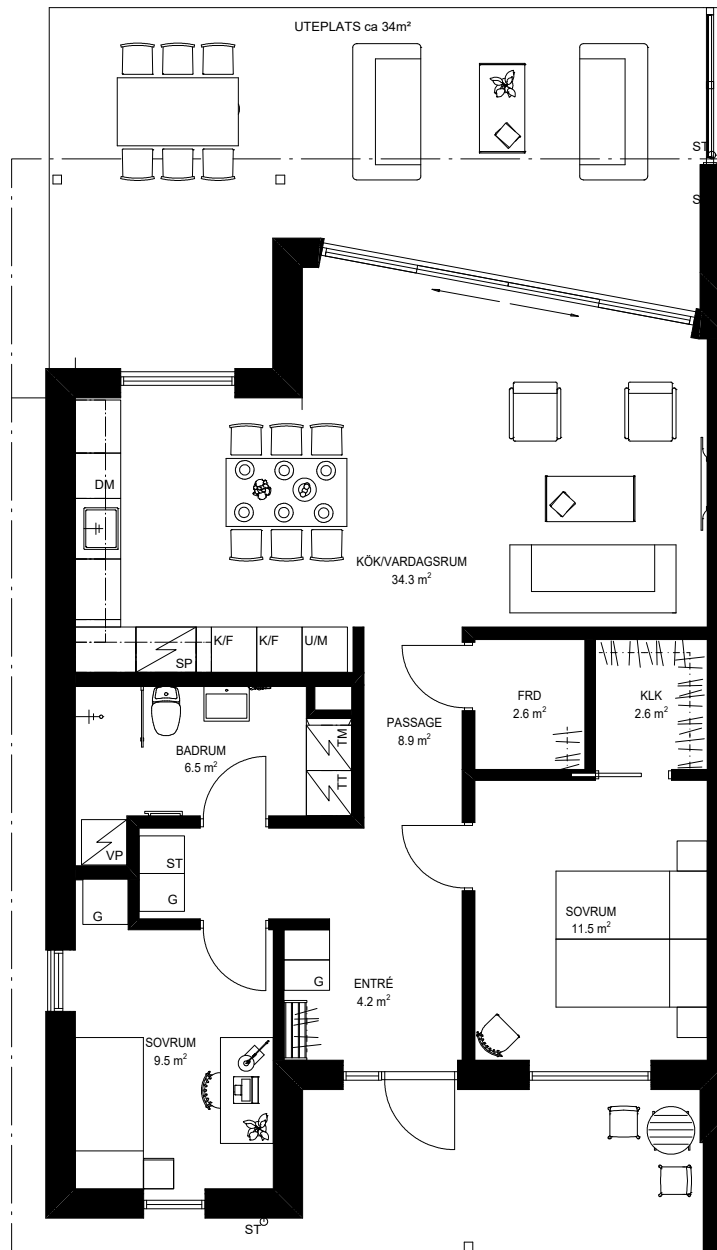 UTEPLATS ca 34m²
ST
S
DM
KÖK/VARDAGSRUM
34.3 m²
K/F
K/F
U/M
SP
FRD
2.6 m²
KLK
2.6 m²
PASSAGE
8.9 m²
BADRUM
6.5 m²
TM
TT
VP
ST
G
G
SOVRUM
11.5 m²
G
ENTRÉ
4.2 m²
SOVRUM
9.5 m²
ST